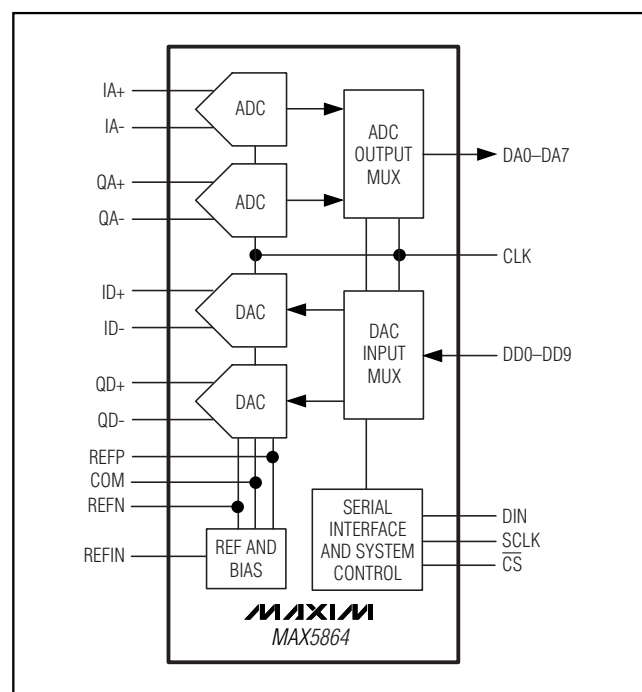 IA+
IA-
QA+
QA-
ID+
ID-
QD+
QD-
REFP
COM
REFN
REFIN
ADC
ADC
DAC
DAC
REF AND
BIAS
ADC
OUTPUT
MUX
DAC
INPUT
MUX
SERIAL
INTERFACE
AND SYSTEM
CONTROL
DA0–DA7
CLK
DD0–DD9
DIN
SCLK
CS
MAXIM
MAX5864